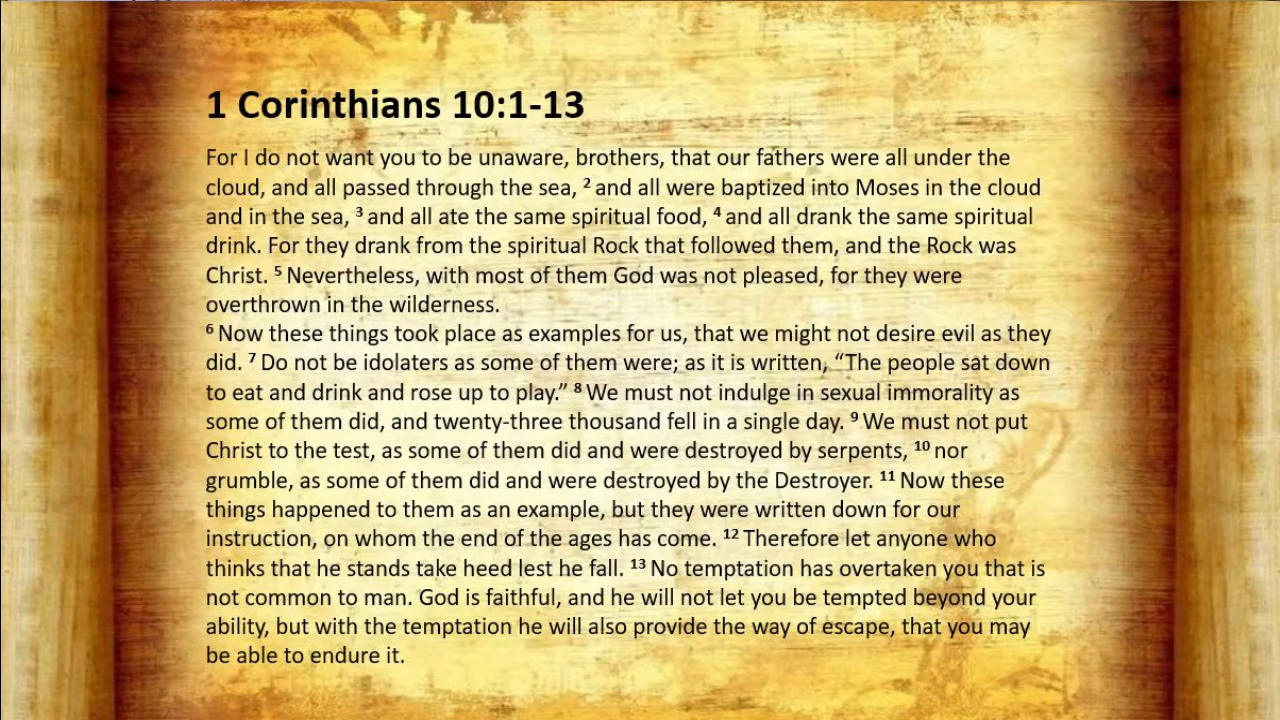 1 Corinthians 10:1-13
For I do not want you to be unaware, brothers, that our fathers were all under the
cloud, and all passed through the sea, 2 and all were baptized into Moses in the cloud
and in the sea, 3 and all ate the same spiritual food, 4 and all drank the same spiritual
drink. For they drank from the spiritual Rock that followed them, and the Rock was
Christ. 5 Nevertheless, with most of them God was not pleased, for they were
overthrown in the wilderness.
6 Now these things took place as examples for us, that we might not desire evil as they
did. 7 Do not be idolaters as some of them were; as it is written, “The people sat down
to eat and drink and rose up to play.” 8 We must not indulge in sexual immorality as
some of them did, and twenty-three thousand fell in a single day. 9 We must not put
Christ to the test, as some of them did and were destroyed by serpents, 10 nor
grumble, as some of them did and were destroyed by the Destroyer. 11 Now these
things happened to them as an example, but they were written down for our
instruction, on whom the end of the ages has come. 12 Therefore let anyone who
thinks that he stands take heed lest he fall. 13 No temptation has overtaken you that is
not common to man. God is faithful, and he will not let you be tempted beyond your
ability, but with the temptation he will also provide the way of escape, that you may
be able to endure it.